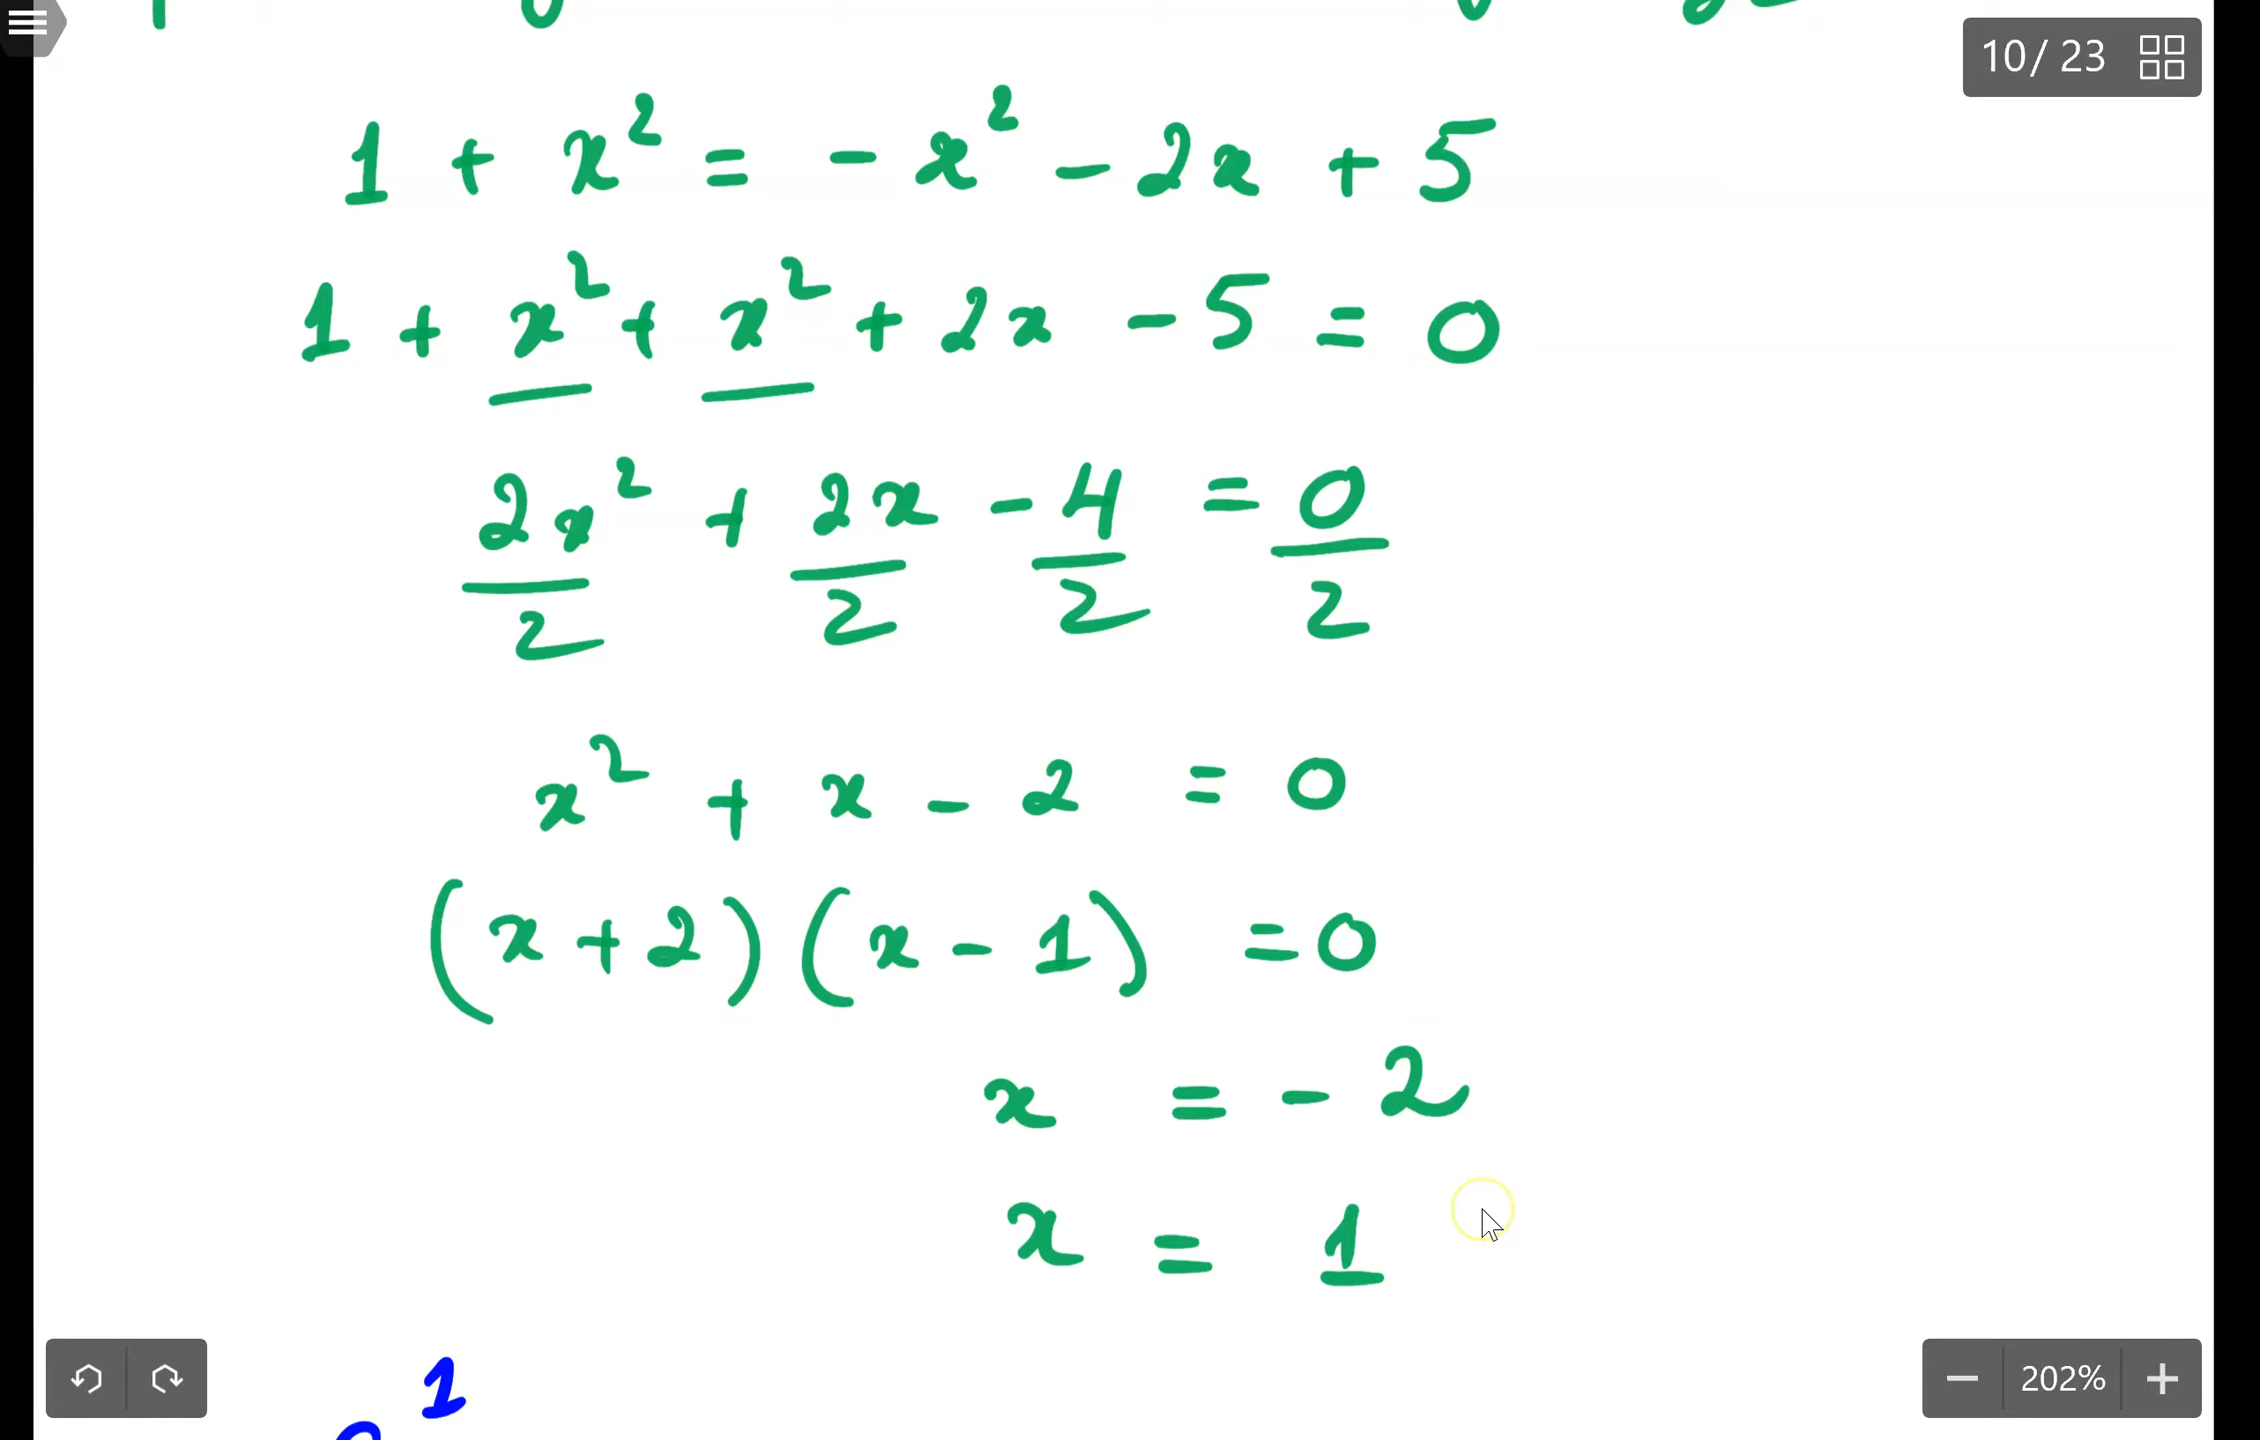 10/ 23
1 + x² = - x² - 2x + 5
1 + x² + x² + 2x - 5 = 0
2x²/2 + 2x/2 - 4/2 = 0/2
x² + x - 2 = 0
(x + 2) (x - 1) = 0
x = - 2
x = 1
1
202%